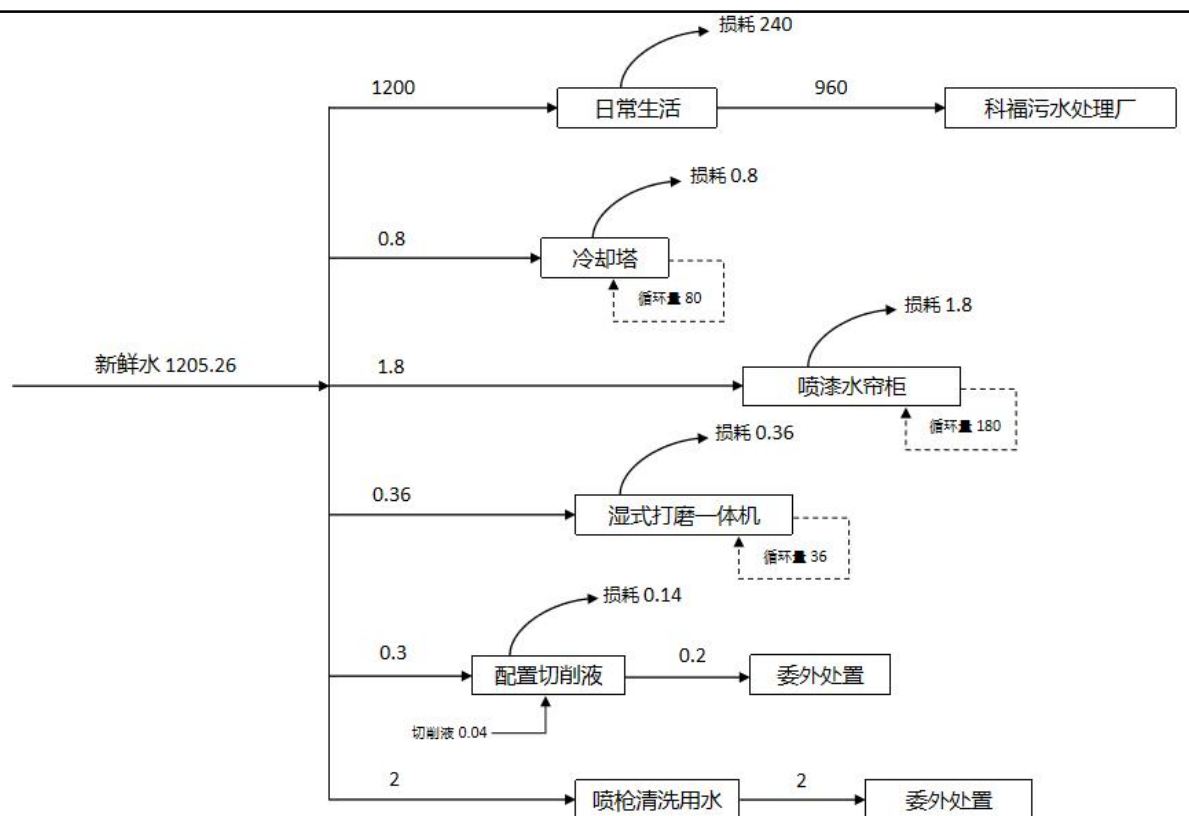 损耗 240
1200
日常生活
960
科福污水处理厂
损耗 0.8
0.8
冷却塔
循环量 80
损耗 1.8
新鲜水 1205.26
1.8
喷漆水帘柜
循环量 180
损耗 0.36
0.36
湿式打磨一体机
循环量 36
损耗 0.14
0.3
配置切削液
0.2
委外处置
切削液 0.04
2
喷枪清洗用水
2
委外处置